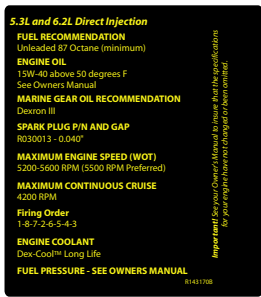 5.3L and 6.2L Direct Injection
FUEL RECOMMENDATION
Unleaded 87 Octane (minimum)
ENGINE OIL
15W-40 above 50 degrees F
See Owners Manual
MARINE GEAR OIL RECOMMENDATION
Dexron III
SPARK PLUG P/N AND GAP
R030013 - 0.040"
MAXIMUM ENGINE SPEED (WOT)
5200-5600 RPM (5500 RPM Preferred)
MAXIMUM CONTINUOUS CRUISE
4200 RPM
Firing Order
1-8-7-2-6-5-4-3
ENGINE COOLANT
Dex-Cool™ Long Life
FUEL PRESSURE - SEE OWNERS MANUAL
R143170B
Important! See your Owner's Manual to insure that the specifications
for your engine have not changed or been omitted.